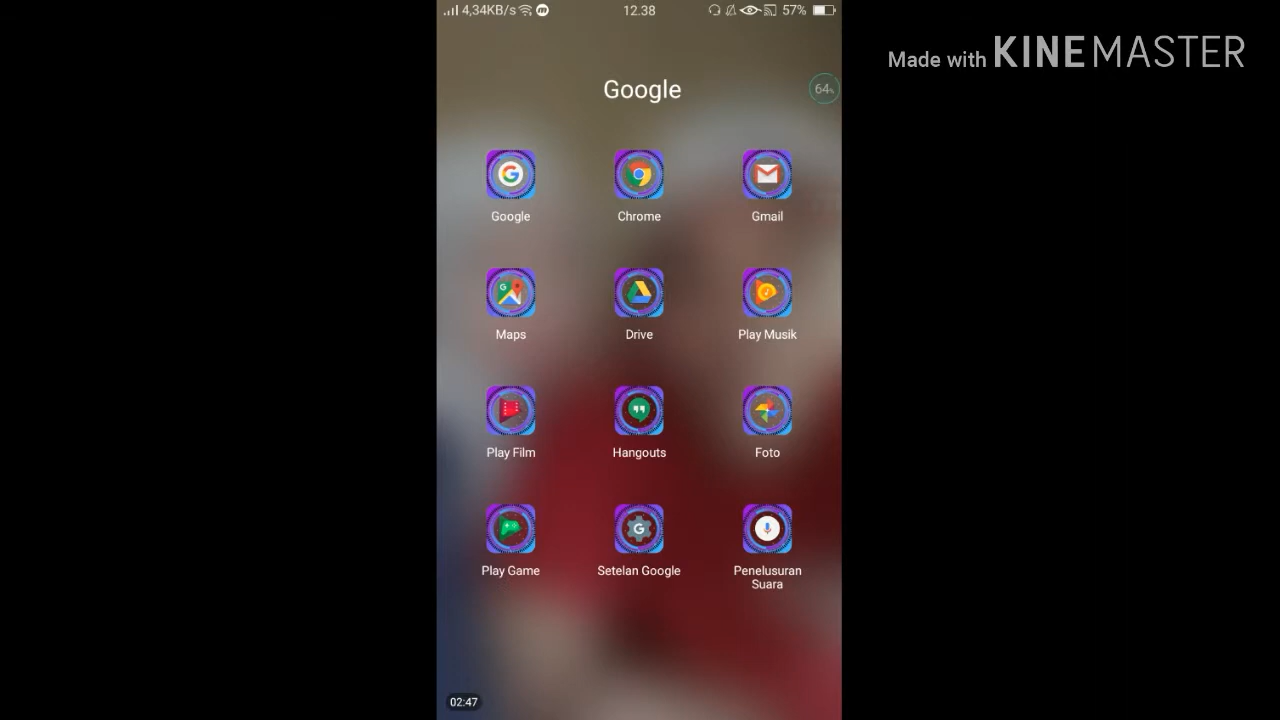 4,34KB/s 12.38 57%
Made with KINEMASTER
Google
64%
Google Chrome Gmail
Maps Drive Play Musik
Play Film Hangouts Foto
Play Game Setelan Google Penelusuran
Suara
02:47